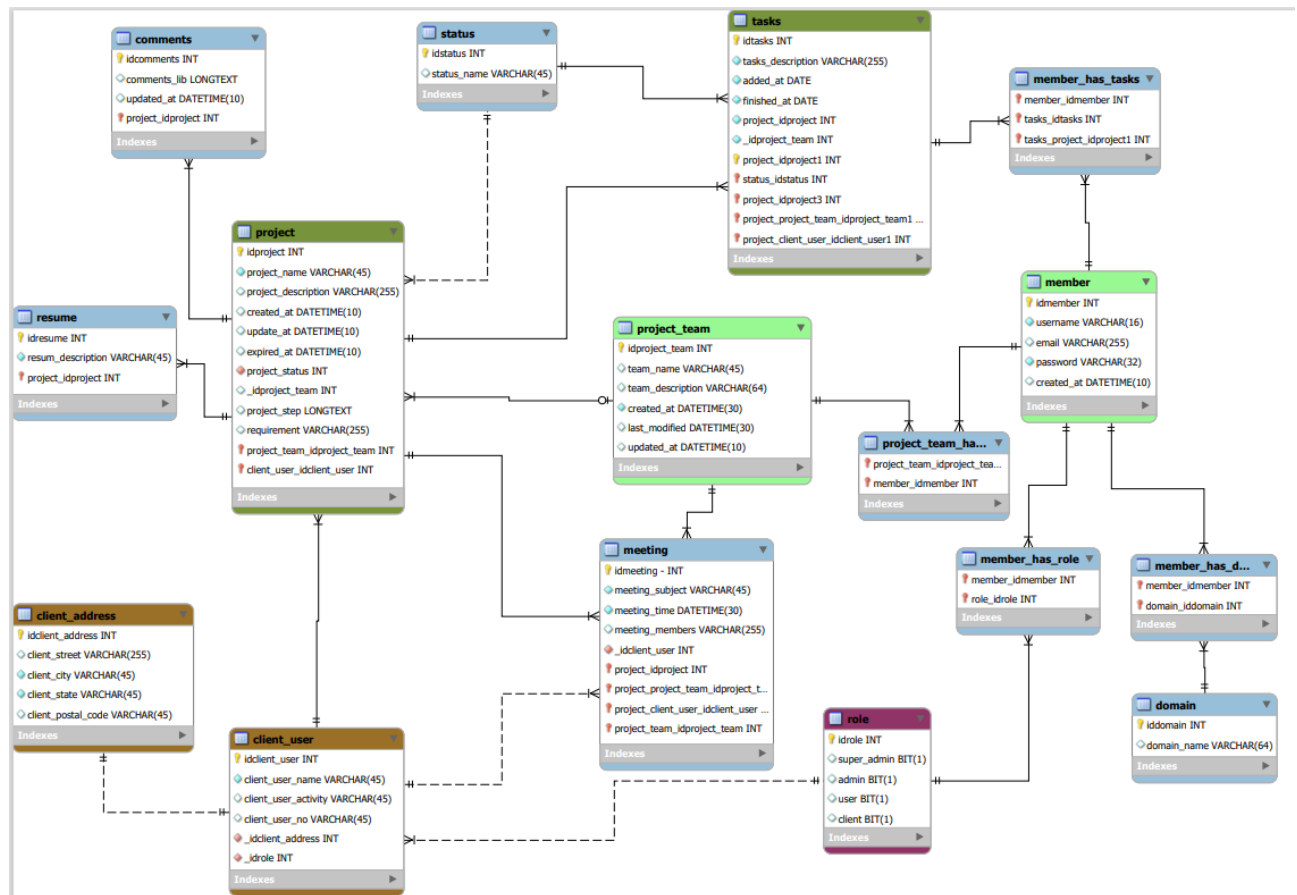 comments
idcomments INT
comments_lib LONGTEXT
updated_at DATETIME(10)
project_idproject INT
Indexes
status
idstatus INT
status_name VARCHAR(45)
Indexes
tasks
idtasks INT
tasks_description VARCHAR(255)
added_at DATE
finished_at DATE
project_idproject INT
_idproject_team INT
project_idproject1 INT
status_idstatus INT
project_idproject3 INT
project_project_team_idproject_team1 ...
project_client_user_idclient_user1 INT
Indexes
member_has_tasks
member_idmember INT
tasks_idtasks INT
tasks_project_idproject1 INT
Indexes
project
idproject INT
project_name VARCHAR(45)
project_description VARCHAR(255)
created_at DATETIME(10)
update_at DATETIME(10)
expired_at DATETIME(10)
project_status INT
_idproject_team INT
project_step LONGTEXT
requirement VARCHAR(255)
project_team_idproject_team INT
client_user_idclient_user INT
Indexes
resume
idresume INT
resum_description VARCHAR(45)
project_idproject INT
Indexes
project_team
idproject_team INT
team_name VARCHAR(45)
team_description VARCHAR(64)
created_at DATETIME(30)
last_modified DATETIME(30)
updated_at DATETIME(10)
Indexes
member
idmember INT
username VARCHAR(16)
email VARCHAR(255)
password VARCHAR(32)
created_at DATETIME(10)
Indexes
project_team_ha...
project_team_idproject_tea...
member_idmember INT
Indexes
meeting
idmeeting - INT
meeting_subject VARCHAR(45)
meeting_time DATETIME(30)
meeting_members VARCHAR(255)
_idclient_user INT
project_idproject INT
project_project_team_idproject_t...
project_client_user_idclient_user ...
project_team_idproject_team INT
Indexes
member_has_role
member_idmember INT
role_idrole INT
Indexes
member_has_d...
member_idmember INT
domain_iddomain INT
Indexes
client_address
idclient_address INT
client_street VARCHAR(255)
client_city VARCHAR(45)
client_state VARCHAR(45)
client_postal_code VARCHAR(45)
Indexes
client_user
idclient_user INT
client_user_name VARCHAR(45)
client_user_activity VARCHAR(45)
client_user_no VARCHAR(45)
_idclient_address INT
_idrole INT
Indexes
role
idrole INT
super_admin BIT(1)
admin BIT(1)
user BIT(1)
client BIT(1)
Indexes
domain
iddomain INT
domain_name VARCHAR(64)
Indexes